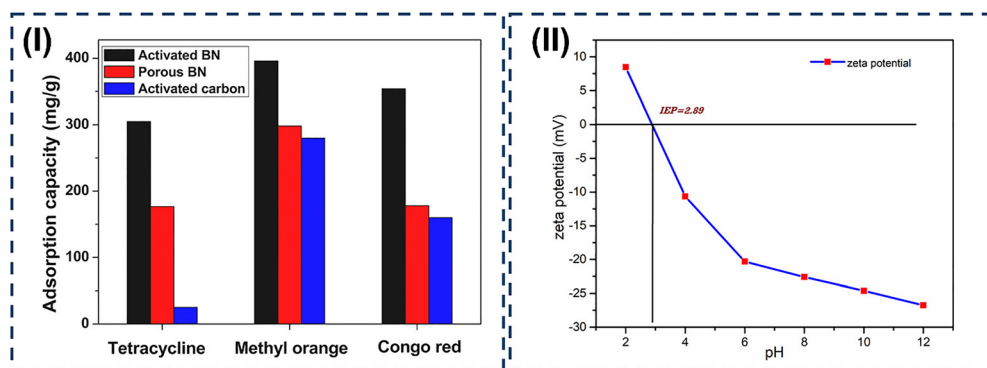 (I)
Activated BN
Porous BN
Activated carbon
Adsorption capacity (mg/g)
400
300
200
100
0
Tetracycline Methyl orange Congo red
(II)
zeta potential
IEP=2.89
zeta potential (mV)
10
5
0
-5
-10
-15
-20
-25
-30
2 4 6 8 10 12
pH